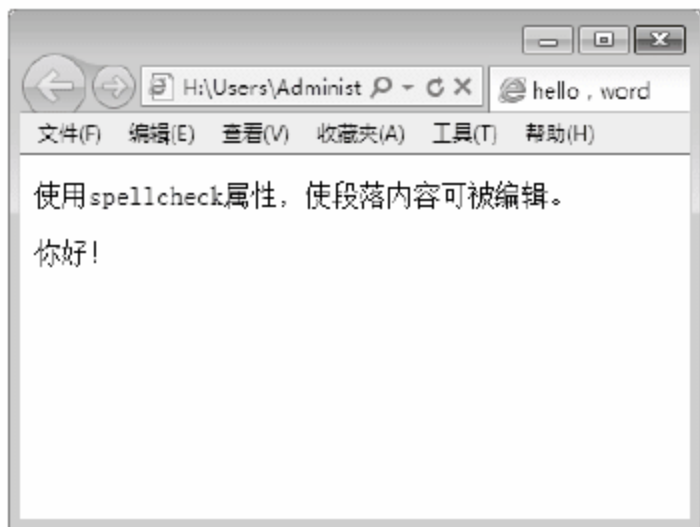 H:\Users\Administ
hello , word
文件(F) 编辑(E) 查看(V) 收藏夹(A) 工具(T) 帮助(H)
使用spellcheck属性，使段落内容可被编辑。
你好!